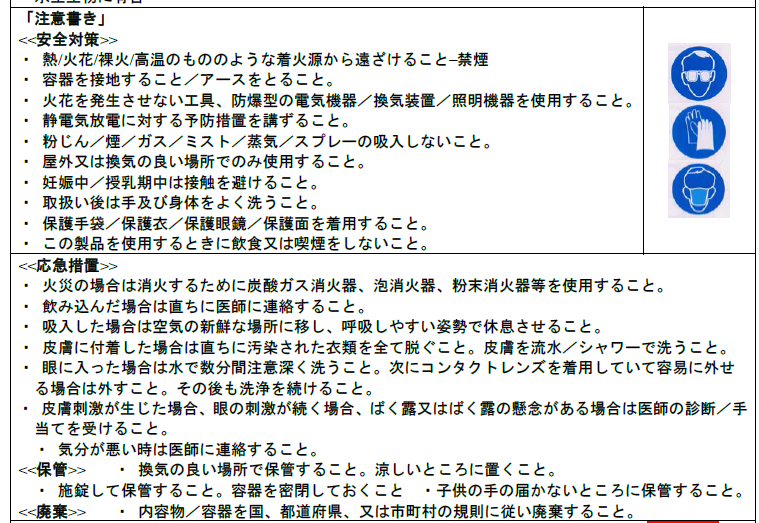 「注意書き」
<<安全対策>>
・ 熱/火花/裸火/高温のもののような着火源から遠ざけること–禁煙
・ 容器を接地すること／アースをとること。
・ 火花を発生させない工具、防爆型の電気機器／換気装置／照明機器を使用すること。
・ 静電気放電に対する予防措置を講ずること。
・ 粉じん／煙／ガス／ミスト／蒸気／スプレーの吸入しないこと。
・ 屋外又は換気の良い場所でのみ使用すること。
・ 妊娠中／授乳期中は接触を避けること。
・ 取扱い後は手及び身体をよく洗うこと。
・ 保護手袋／保護衣／保護眼鏡／保護面を着用すること。
・ この製品を使用するときに飲食又は喫煙をしないこと。
<<応急措置>>
・ 火災の場合は消火するために炭酸ガス消火器、泡消火器、粉末消火器等を使用すること。
・ 飲み込んだ場合は直ちに医師に連絡すること。
・ 吸入した場合は空気の新鮮な場所に移し、呼吸しやすい姿勢で休息させること。
・ 皮膚に付着した場合は直ちに汚染された衣類を全て脱ぐこと。皮膚を流水／シャワーで洗うこと。
・ 眼に入った場合は水で数分間注意深く洗うこと。次にコンタクトレンズを着用していて容易に外せ
る場合は外すこと。その後も洗浄を続けること。
・ 皮膚刺激が生じた場合、眼の刺激が続く場合、ばく露又はばく露の懸念がある場合は医師の診断／手
当てを受けること。
・ 気分が悪い時は医師に連絡すること。
<<保管>> ・ 換気の良い場所で保管すること。涼しいところに置くこと。
・ 施錠して保管すること。容器を密閉しておくこと ・子供の手の届かないところに保管すること。
<<廃棄>> ・ 内容物／容器を国、都道府県、又は市町村の規則に従い廃棄すること。